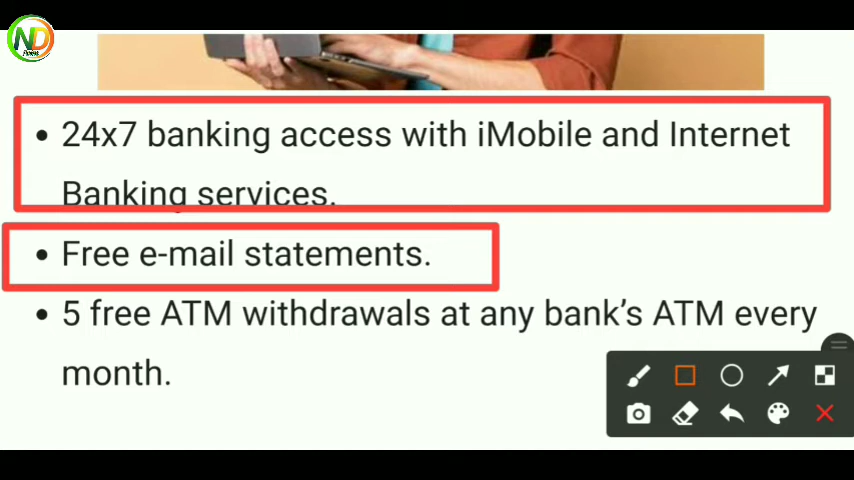 ND
• 24x7 banking access with iMobile and Internet
Banking services.
• Free e-mail statements.
• 5 free ATM withdrawals at any bank’s ATM every
month.